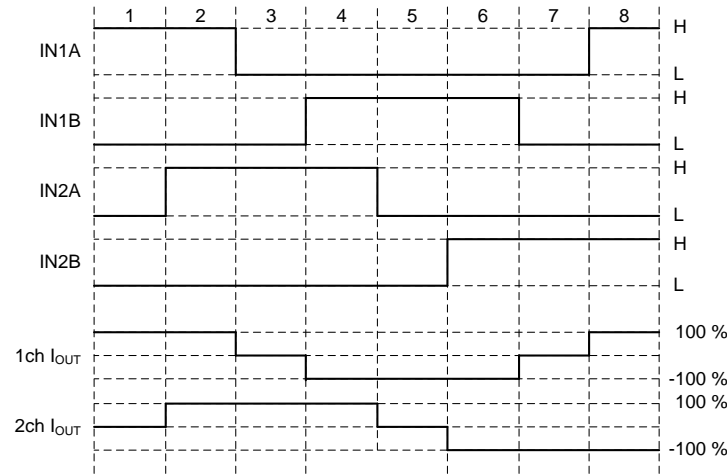 1 2 3 4 5 6 7 8
H
IN1A
L
H
IN1B
L
H
IN2A
L
H
IN2B
L
100 %
1ch IOUT
-100 %
100 %
2ch IOUT
-100 %